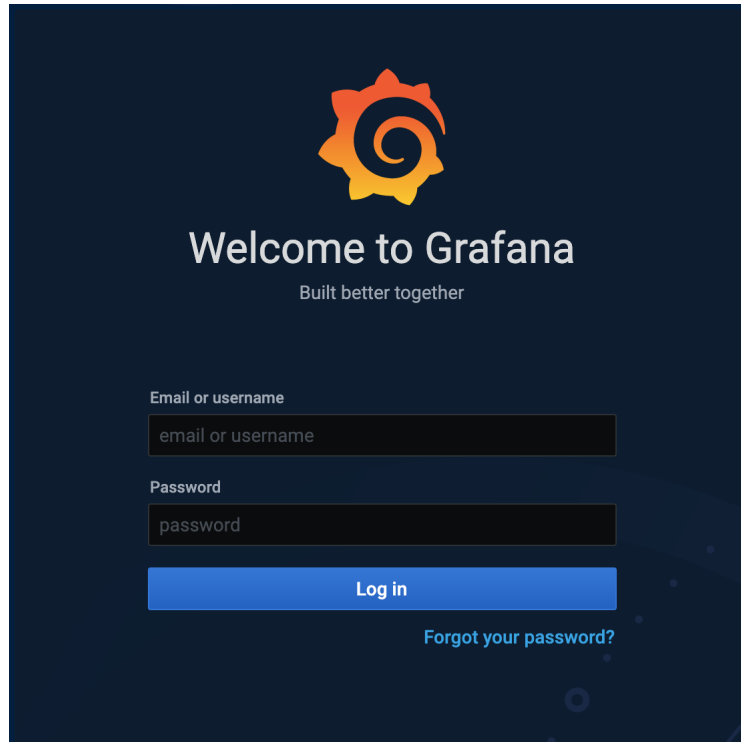 Welcome to Grafana
Built better together
Email or username
email or username
Password
password
Log in
Forgot your password?